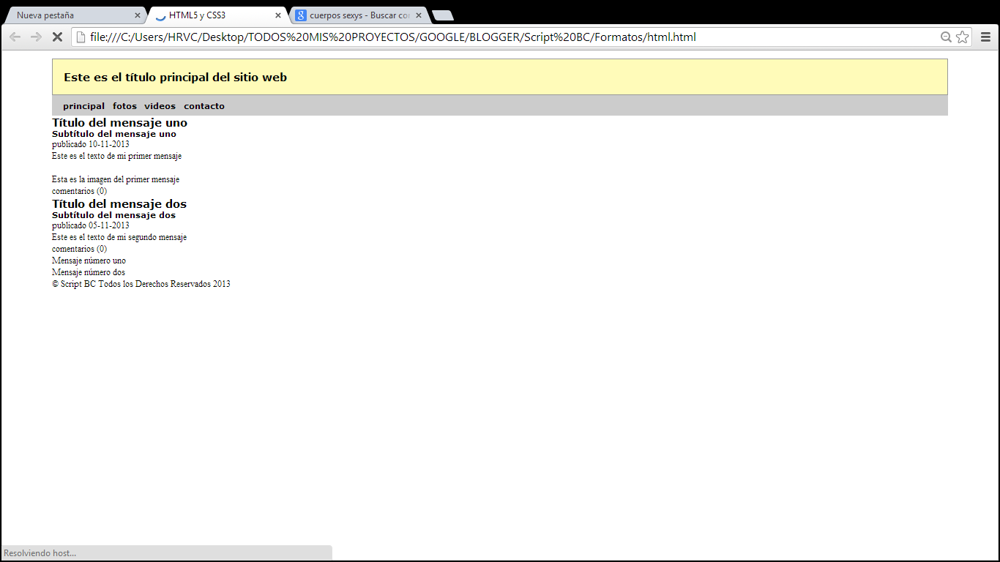 Nueva pestaña
HTML5 y CSS3
cuerpos sexys - Buscar co
file:///C:/Users/HRVC/Desktop/TODOS%20MIS%20PROYECTOS/GOOGLE/BLOGGER/Script%20BC/Formatos/html.html
Este es el título principal del sitio web
principal fotos videos contacto
Título del mensaje uno
Subtítulo del mensaje uno
publicado 10-11-2013
Este es el texto de mi primer mensaje
Esta es la imagen del primer mensaje
comentarios (0)
Título del mensaje dos
Subtítulo del mensaje dos
publicado 05-11-2013
Este es el texto de mi segundo mensaje
comentarios (0)
Mensaje número uno
Mensaje número dos
© Script BC Todos los Derechos Reservados 2013
Resolviendo host...